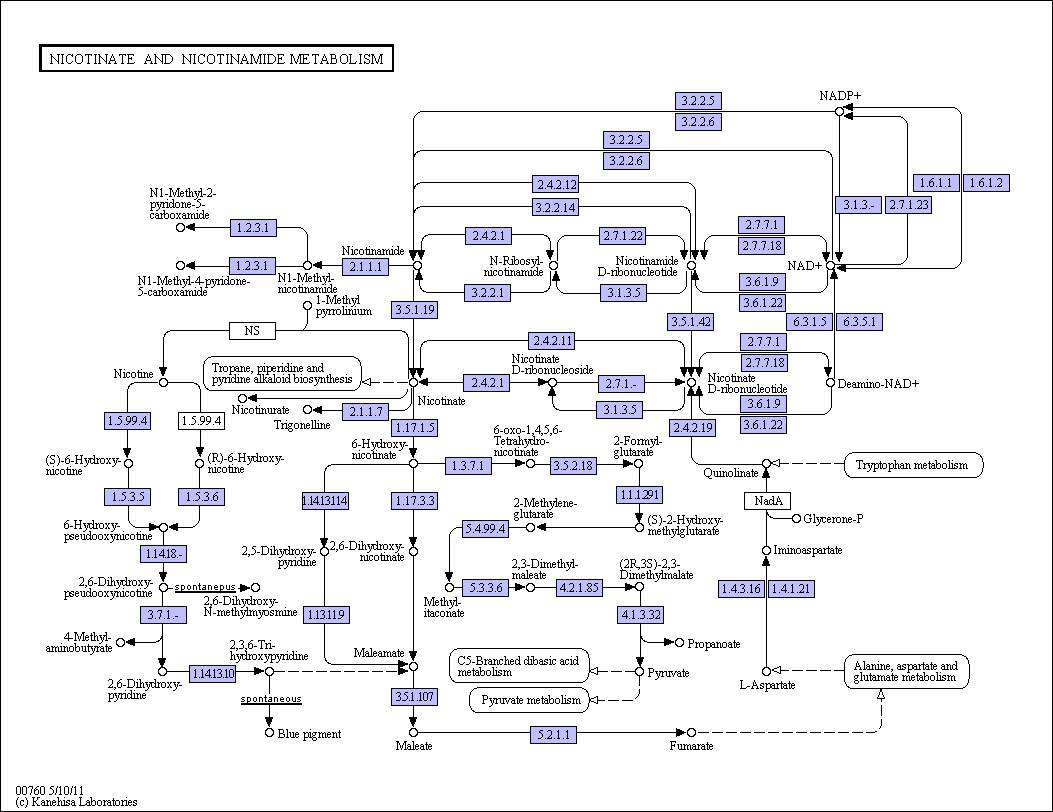 NICOTINATE AND NICOTINAMIDE METABOLISM
NADP+
3.2.2.5
3.2.2.6
3.2.2.5
3.2.2.6
2.4.2.12
3.2.2.14
1.6.1.1
1.6.1.2
3.1.3.-
2.7.1.23
N1-Methyl-2-
pyridone-5-
carboxamide
1.2.3.1
Nicotinamide
2.4.2.1
2.7.1.22
2.7.7.1
2.7.7.18
1.2.3.1
2.1.1.1
N-Ribosyl-
nicotinamide
Nicotinamide
D-ribonucleotide
NAD+
N1-Methyl-4-pyridone-
5-carboxamide
N1-Methyl-
nicotinamide
3.2.2.1
3.1.3.5
3.6.1.9
3.6.1.22
1-Methyl
pyrrolinium
3.5.1.19
3.5.1.42
6.3.1.5
6.3.5.1
NS
2.4.2.11
2.7.7.1
2.7.7.18
Nicotine
Tropane, piperidine and
pyridine alkaloid biosynthesis
Nicotinate
D-ribonucleoside
2.4.2.1
2.7.1.-
Nicotinate
D-ribonucleotide
Deamino-NAD+
Nicotinurate
Nicotinate
2.1.1.7
Trigonelline
3.1.3.5
3.6.1.9
3.6.1.22
1.5.99.4
1.5.99.4
1.17.1.5
2.4.2.19
6-Hydroxy-
nicotinate
6-oxo-1,4,5,6-
Tetrahydro-
nicotinate
2-Formyl-
glutarate
(S)-6-Hydroxy-
nicotine
(R)-6-Hydroxy-
nicotine
1.3.7.1
3.5.2.18
Quinolinate
Tryptophan metabolism
1.5.3.5
1.5.3.6
1.14.13.114
1.17.3.3
1.1.1.291
NadA
2-Methylene-
glutarate
(S)-2-Hydroxy-
methylglutarate
Glycerone-P
6-Hydroxy-
pseudooxynicotine
5.4.99.4
1.14.18.-
2,5-Dihydroxy-
pyridine
2,6-Dihydroxy-
nicotinate
Iminoaspartate
2,6-Dihydroxy-
pseudooxynicotine
spontanepus
2,6-Dihydroxy-
N-methylmyosmine
2,3-Dimethyl-
maleate
(2R,3S)-2,3-
Dimethylmalate
5.3.3.6
4.2.1.85
Methyl-
itaconate
1.4.3.16
1.4.1.21
3.7.1.-
1.13.119
4.1.3.32
4-Methyl-
aminobutyrate
2,3,6-Tri-
hydroxypyridine
Maleamate
Propanoate
C5-Branched dibasic acid
metabolism
Pyruvate
Alanine, aspartate and
glutamate metabolism
1.14.13.10
2,6-Dihydroxy-
pyridine
L-Aspartate
spontaneous
3.5.1.107
Pyruvate metabolism
Blue pigment
5.2.1.1
Maleate
Fumarate
00760 5/10/11
(c) Kanehisa Laboratories